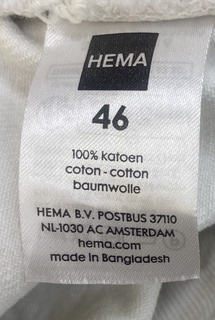 HEMA
46
100% katoen
coton - cotton
baumwolle
HEMA B.V. POSTBUS 37110
NL-1030 AC AMSTERDAM
hema.com
made in Bangladesh